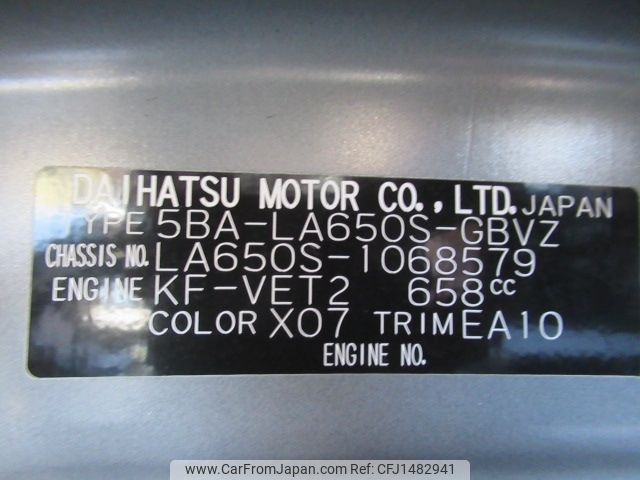 DAIHATSU MOTOR CO., LTD. JAPAN
TYPE 5BA-LA650S-GBVZ
CHASSIS NO. LA650S-1068579
ENGINE KF-VET2 658cc
COLOR X07 TRIM EA10
ENGINE NO.
www.CarFromJapan.com Ref No: CFJ1482941